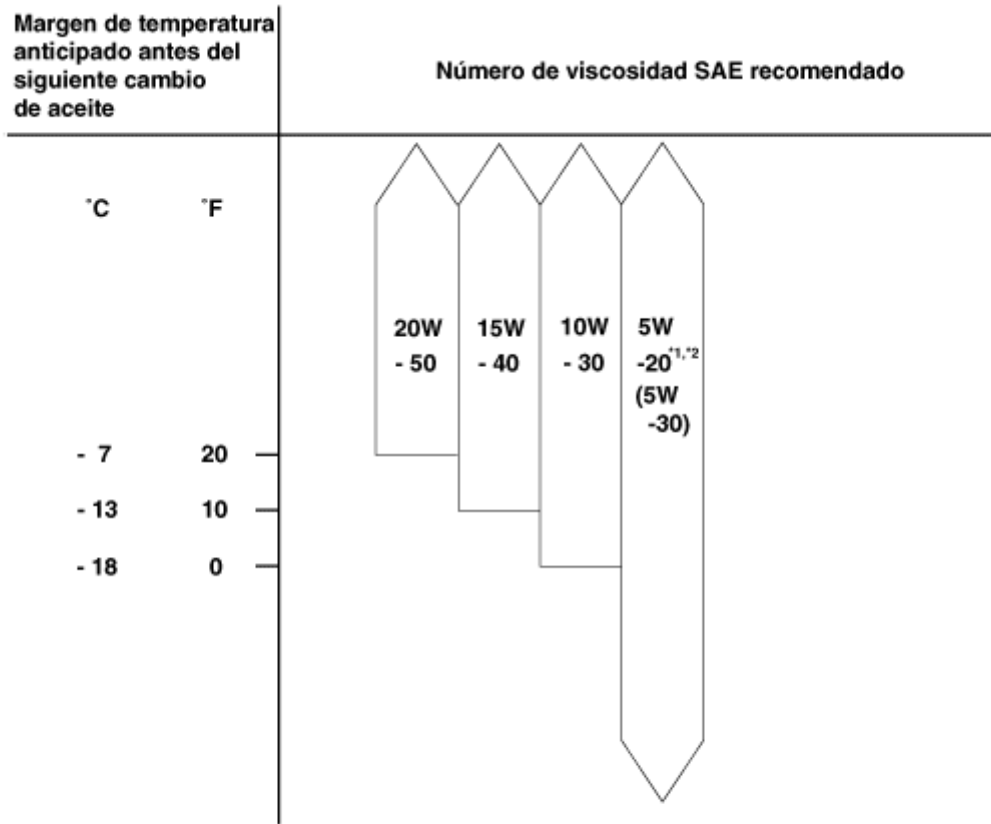 Margen de temperatura
anticipado antes del
siguiente cambio
de aceite
Número de viscosidad SAE recomendado
°C °F
20W 15W 10W 5W
- 50 - 40 - 30 -20*1,*2
(5W
-30)
- 7 20
- 13 10
- 18 0